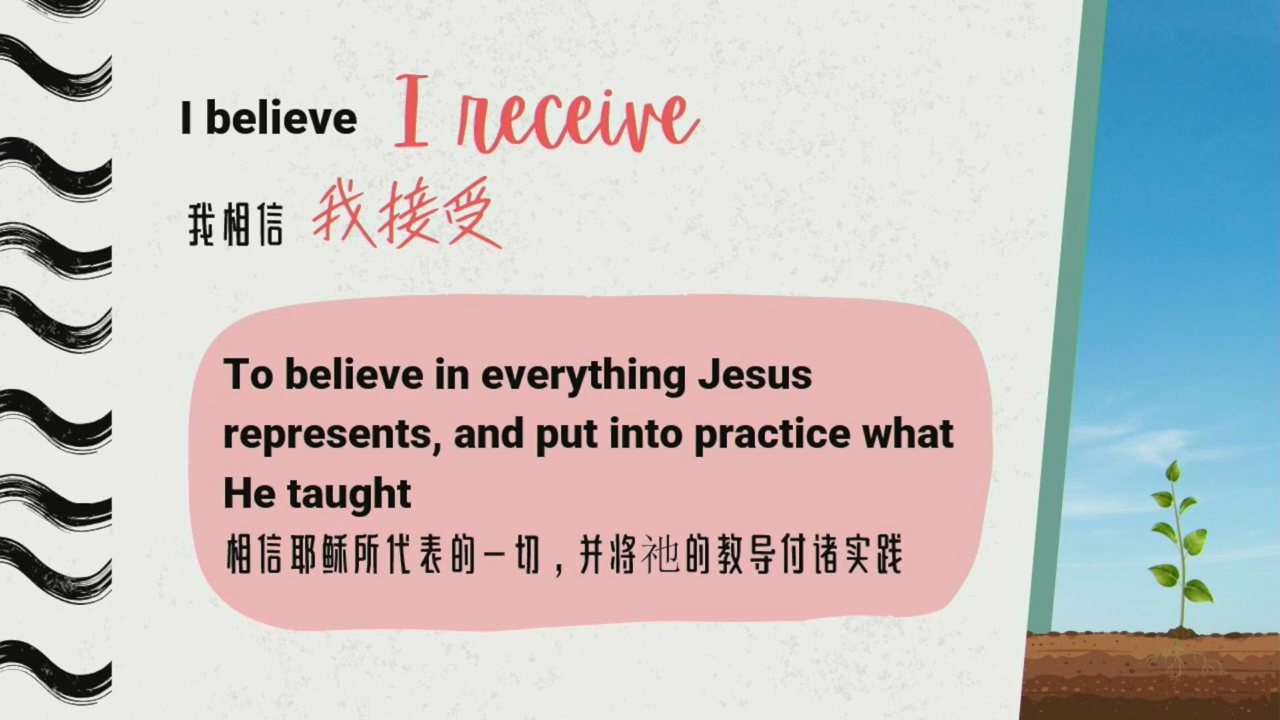 I believe I receive
我相信 我接受
To believe in everything Jesus
represents, and put into practice what
He taught
相信耶稣所代表的一切，并将祂的教导付诸实践